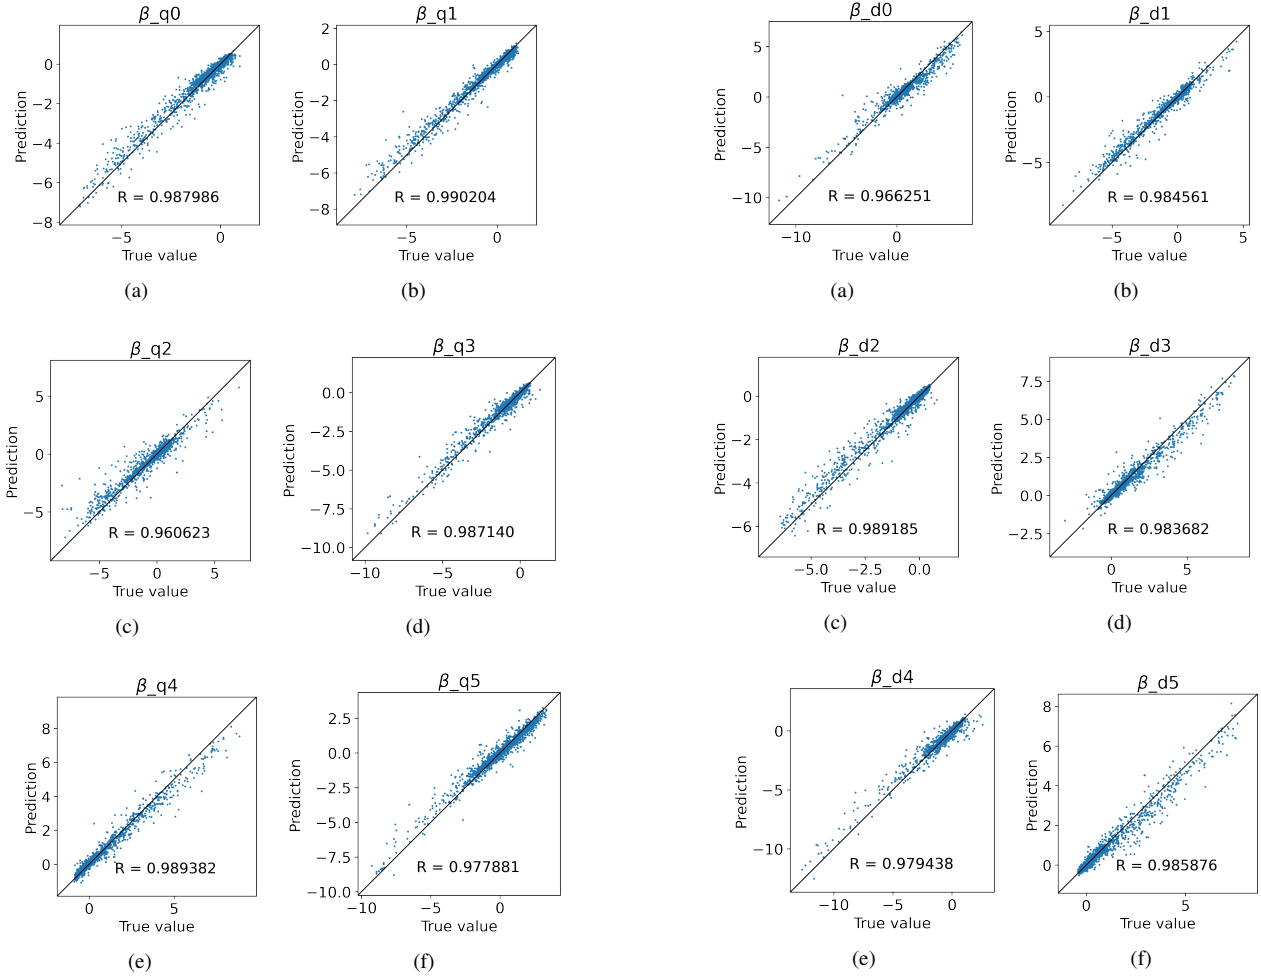 β_q0
0
−2
−4
−6
−8
Prediction
R = 0.987986
−5 0
True value
(a)
β_q1
2
0
−2
−4
−6
−8
Prediction
R = 0.990204
−5 0
True value
(b)
β_d0
5
0
−5
−10
Prediction
R = 0.966251
−10 0
True value
(a)
β_d1
5
0
−5
Prediction
R = 0.984561
−5 0 5
True value
(b)
β_q2
5
0
−5
Prediction
R = 0.960623
−5 0 5
True value
(c)
β_q3
0.0
−2.5
−5.0
−7.5
−10.0
Prediction
R = 0.987140
−10 −5 0
True value
(d)
β_d2
0
−2
−4
−6
Prediction
R = 0.989185
−5.0 −2.5 0.0
True value
(c)
β_d3
7.5
5.0
2.5
0.0
−2.5
Prediction
R = 0.983682
0 5
True value
(d)
β_q4
8
6
4
2
0
Prediction
R = 0.989382
0 5
True value
(e)
β_q5
2.5
0.0
−2.5
−5.0
−7.5
−10.0
Prediction
R = 0.977881
−10 −5 0
True value
(f)
β_d4
0
−5
−10
Prediction
R = 0.979438
−10 −5 0
True value
(e)
β_d5
8
6
4
2
0
Prediction
R = 0.985876
0 5
True value
(f)